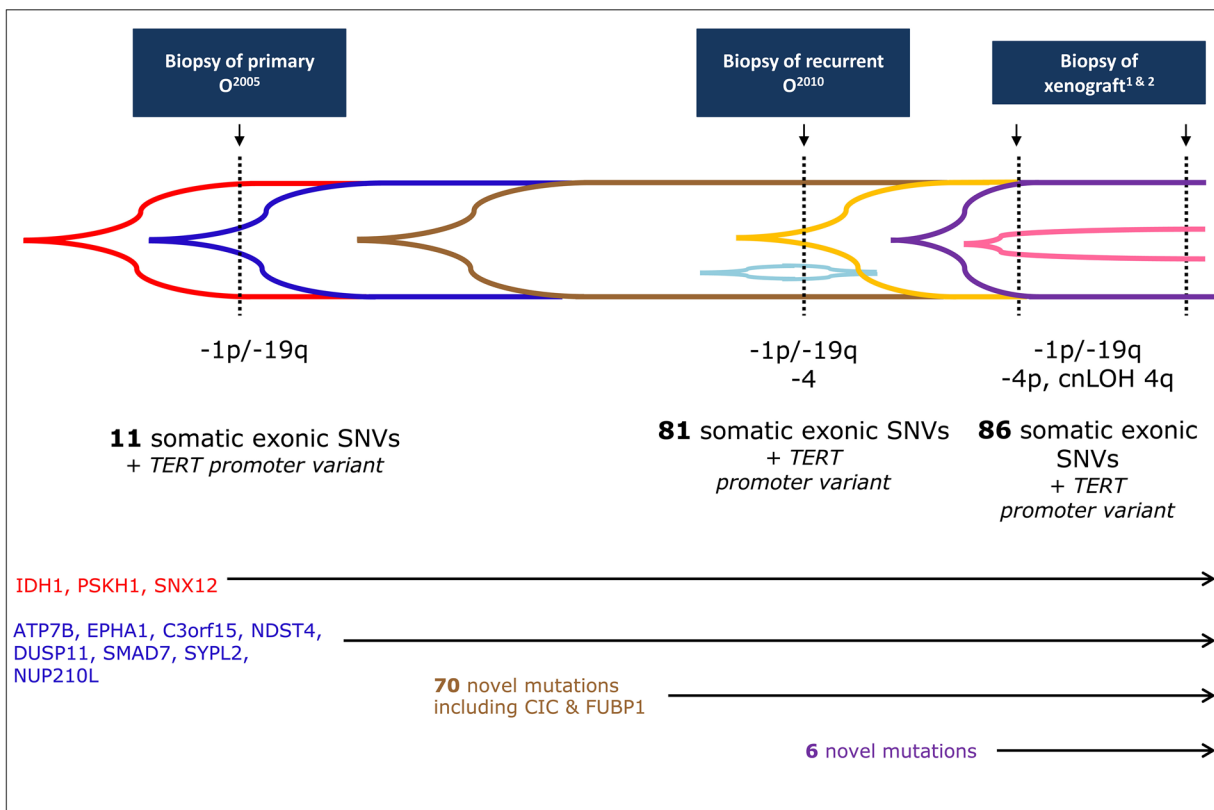 Biopsy of primary
O²⁰⁰⁵
Biopsy of recurrent
O²⁰¹⁰
Biopsy of
xenograft¹ ᵃ ²
-1p/-19q
-1p/-19q
-4
-1p/-19q
-4p, cnLOH 4q
11 somatic exonic SNVs
+ TERT promoter variant
81 somatic exonic SNVs
+ TERT
promoter variant
86 somatic exonic
SNVs
+ TERT
promoter variant
IDH1, PSKH1, SNX12
ATP7B, EPHA1, C3orf15, NDST4,
DUSP11, SMAD7, SYPL2,
NUP210L
70 novel mutations
including CIC & FUBP1
6 novel mutations